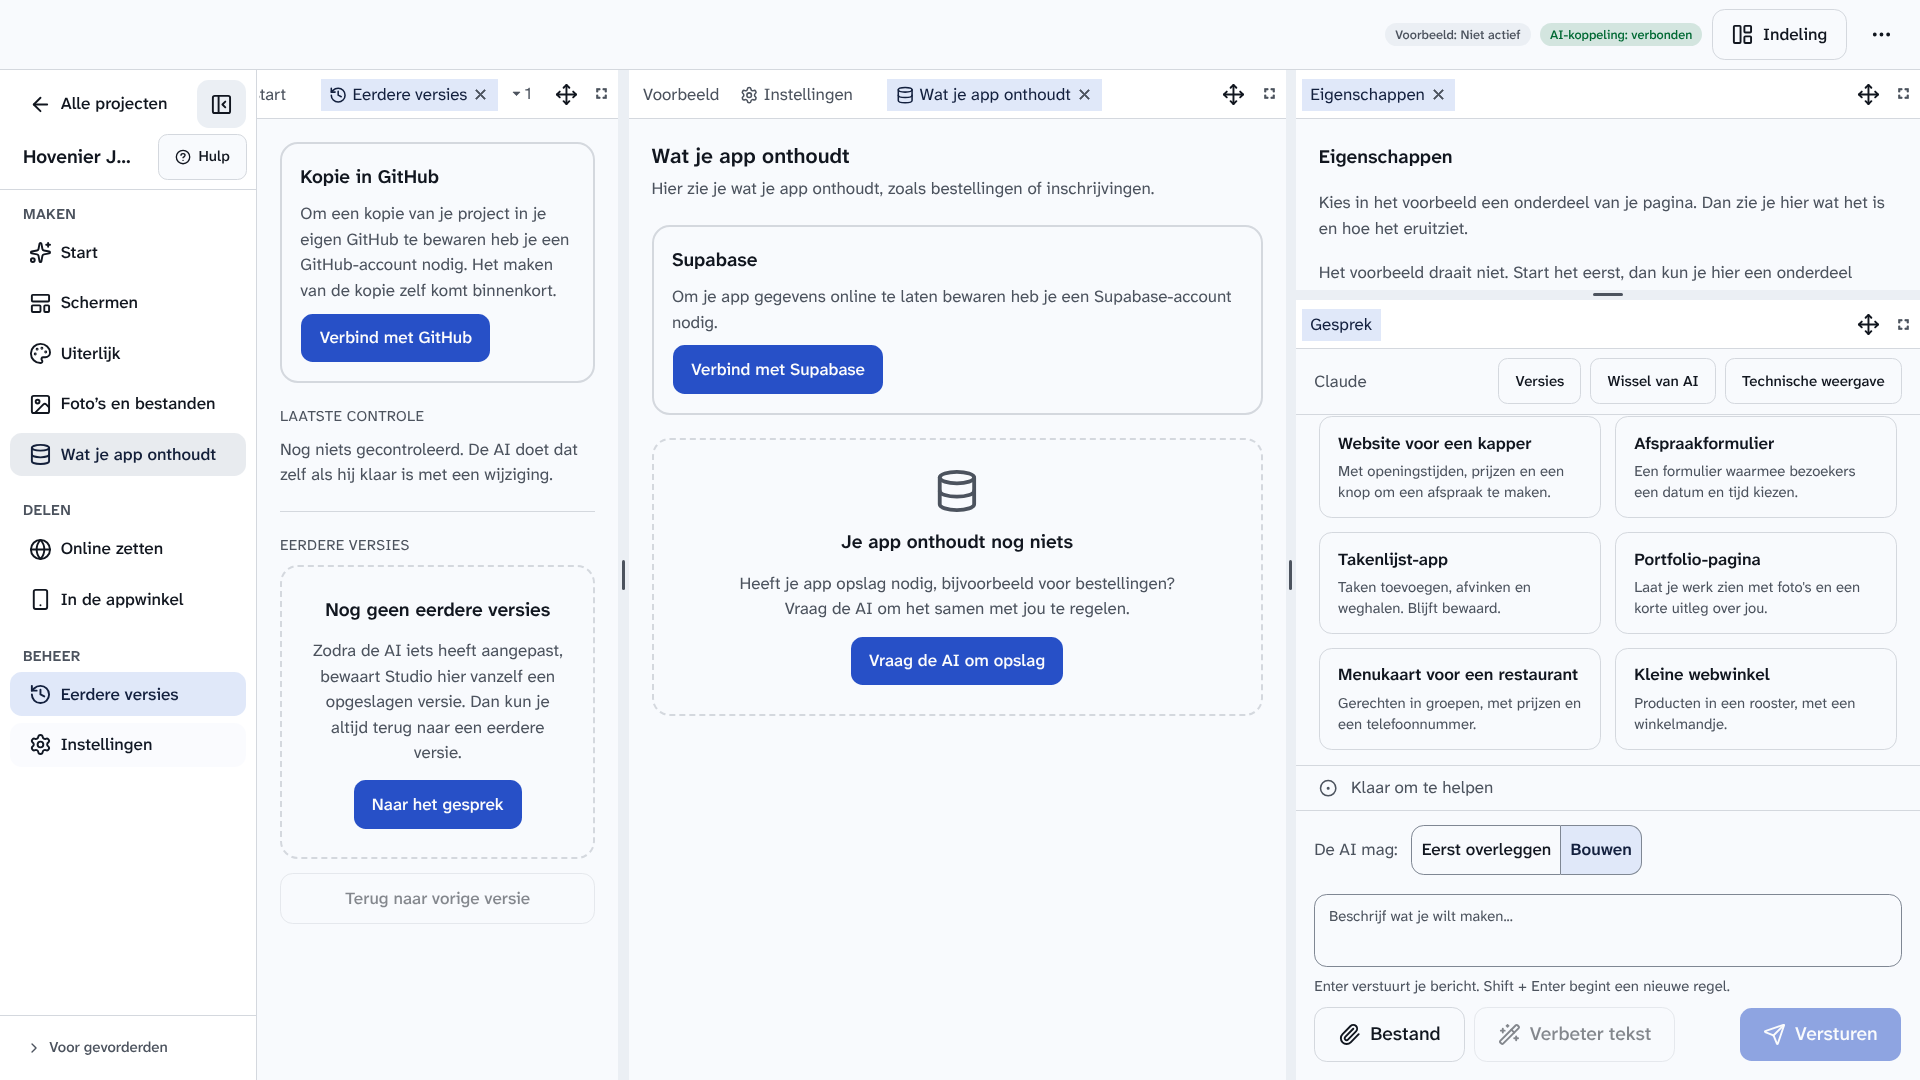 Voorbeeld: Niet actief
AI-koppeling: verbonden
Indeling
Alle projecten
Hovenier J...
Hulp
MAKEN
Start
Schermen
Uiterlijk
Foto's en bestanden
Wat je app onthoudt
DELEN
Online zetten
In de appwinkel
BEHEER
Eerdere versies
Instellingen
Voor gevorderden
tart
Eerdere versies
1
Kopie in GitHub
Om een kopie van je project in je
eigen GitHub te bewaren heb je een
GitHub-account nodig. Het maken
van de kopie zelf komt binnenkort.
Verbind met GitHub
LAATSTE CONTROLE
Nog niets gecontroleerd. De AI doet dat
zelf als hij klaar is met een wijziging.
EERDERE VERSIES
Nog geen eerdere versies
Zodra de AI iets heeft aangepast,
bewaart Studio hier vanzelf een
opgeslagen versie. Dan kun je
altijd terug naar een eerdere
versie.
Naar het gesprek
Terug naar vorige versie
Voorbeeld
Instellingen
Wat je app onthoudt
Wat je app onthoudt
Hier zie je wat je app onthoudt, zoals bestellingen of inschrijvingen.
Supabase
Om je app gegevens online te laten bewaren heb je een Supabase-account
nodig.
Verbind met Supabase
Je app onthoudt nog niets
Heeft je app opslag nodig, bijvoorbeeld voor bestellingen?
Vraag de AI om het samen met jou te regelen.
Vraag de AI om opslag
Eigenschappen
Eigenschappen
Kies in het voorbeeld een onderdeel van je pagina. Dan zie je hier wat het is
en hoe het eruitziet.
Het voorbeeld draait niet. Start het eerst, dan kun je hier een onderdeel
Gesprek
Claude
Versies
Wissel van AI
Technische weergave
Website voor een kapper
Met openingstijden, prijzen en een
knop om een afspraak te maken.
Afspraakformulier
Een formulier waarmee bezoekers
een datum en tijd kiezen.
Takenlijst-app
Taken toevoegen, afvinken en
weghalen. Blijft bewaard.
Portfolio-pagina
Laat je werk zien met foto's en een
korte uitleg over jou.
Menukaart voor een restaurant
Gerechten in groepen, met prijzen en
een telefoonnummer.
Kleine webwinkel
Producten in een rooster, met een
winkelmandje.
Klaar om te helpen
De AI mag:
Eerst overleggen
Bouwen
Beschrijf wat je wilt maken...
Enter verstuurt je bericht. Shift + Enter begint een nieuwe regel.
Bestand
Verbeter tekst
Versturen